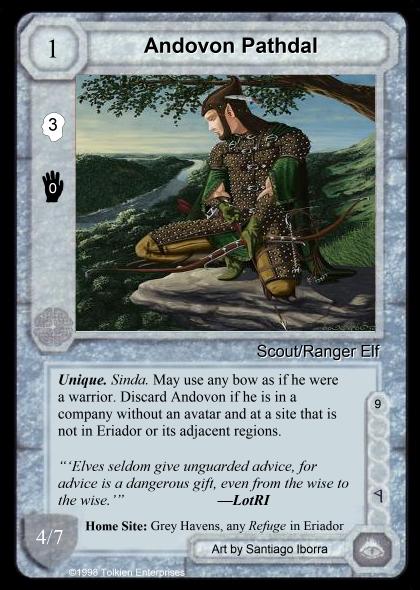 1
Andovon Pathdal
3
0
Scout/Ranger Elf
Unique. Sinda. May use any bow as if he were
a warrior. Discard Andovon if he is in a
company without an avatar and at a site that is
not in Eriador or its adjacent regions.
9
“‘Elves seldom give unguarded advice, for
advice is a dangerous gift, even from the wise to
the wise.’” —LotRI
Home Site: Grey Havens, any Refuge in Eriador
4/7
Art by Santiago Iborra
©1998 Tolkien Enterprises